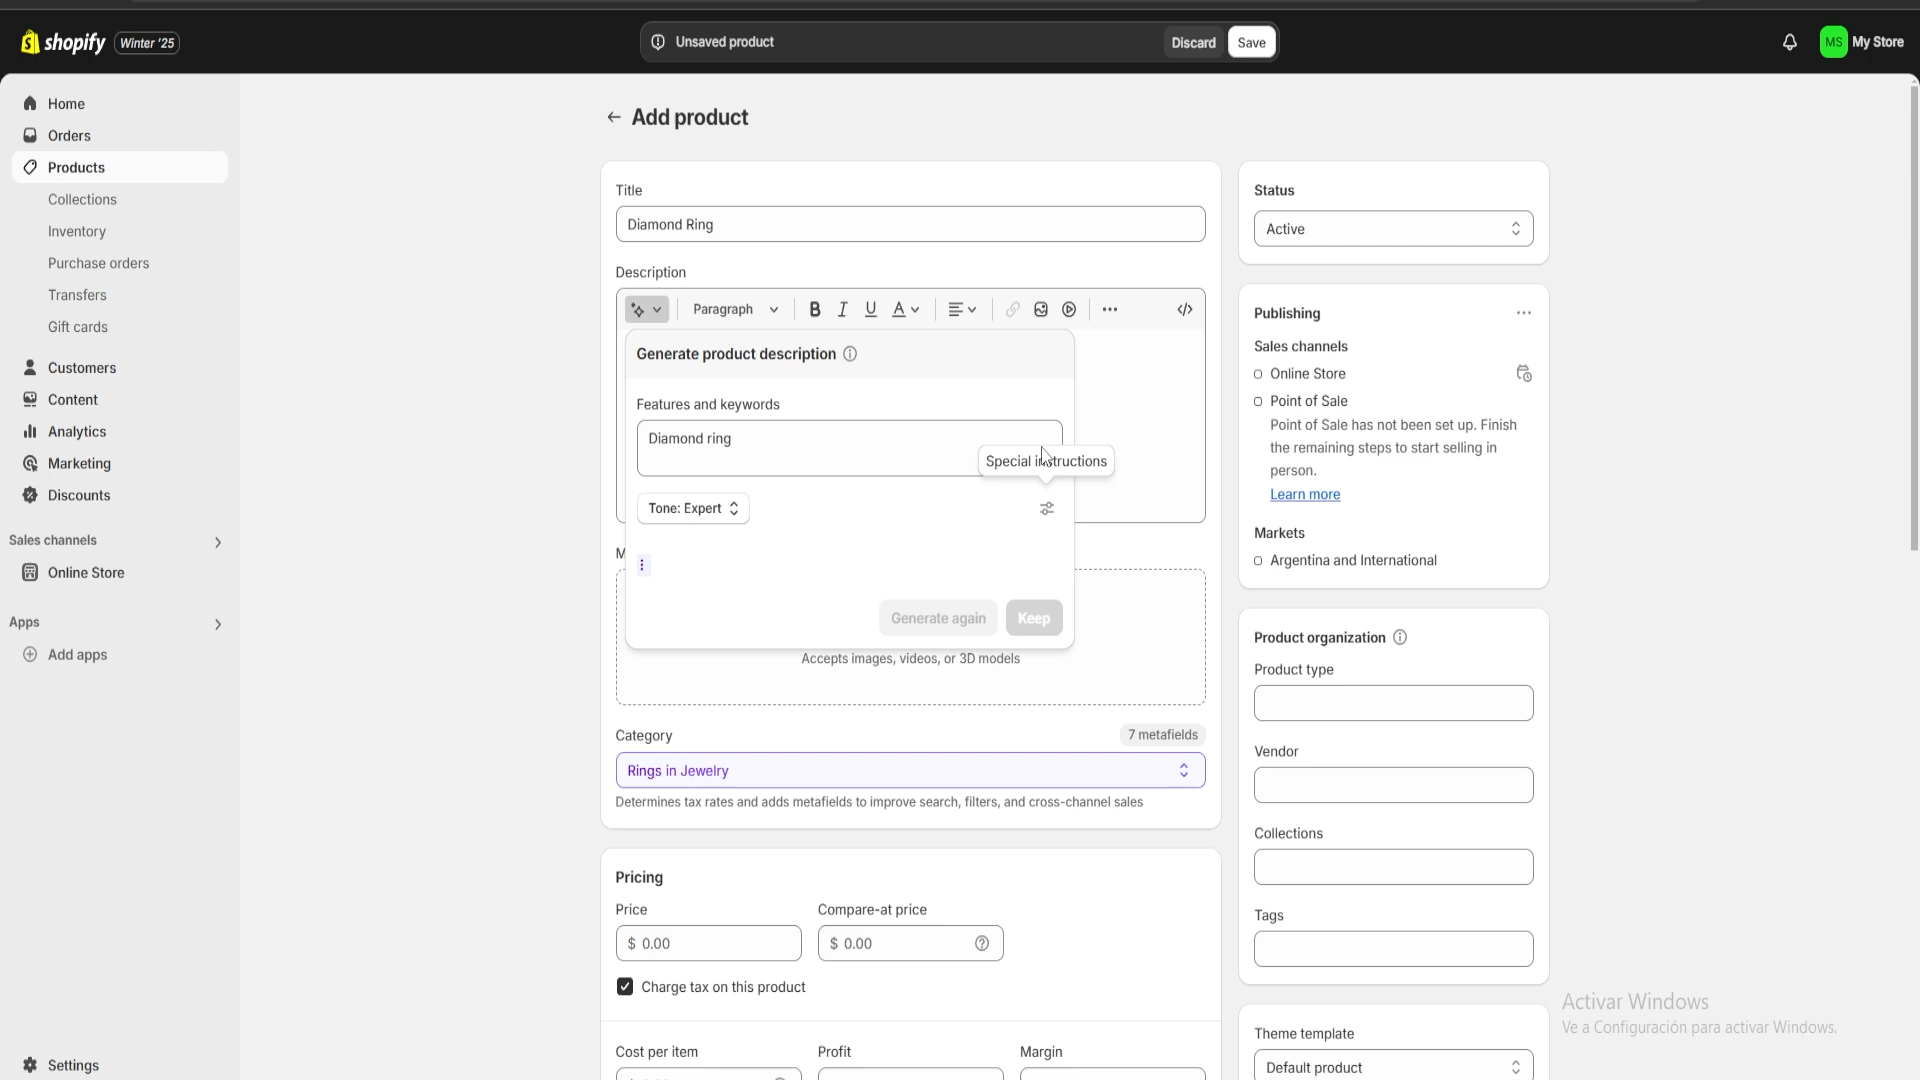 shopify Winter '25
Unsaved product
Discard
Save
MS
My Store
Home
Orders
Products
Collections
Inventory
Purchase orders
Transfers
Gift cards
Customers
Content
Analytics
Marketing
Discounts
Sales channels
Online Store
Apps
Add apps
Settings
Add product
Title
Diamond Ring
Description
Paragraph
B I U A
Generate product description
Features and keywords
Diamond ring
Special instructions
Tone: Expert
Generate again
Keep
Accepts images, videos, or 3D models
Category
7 metafields
Rings in Jewelry
Determines tax rates and adds metafields to improve search, filters, and cross-channel sales
Pricing
Price
Compare-at price
$ 0.00
$ 0.00
Charge tax on this product
Cost per item
Profit
Margin
Status
Active
Publishing
Sales channels
Online Store
Point of Sale
Point of Sale has not been set up. Finish
the remaining steps to start selling in
person.
Learn more
Markets
Argentina and International
Product organization
Product type
Vendor
Collections
Tags
Theme template
Default product
Activar Windows
Ve a Configuración para activar Windows.